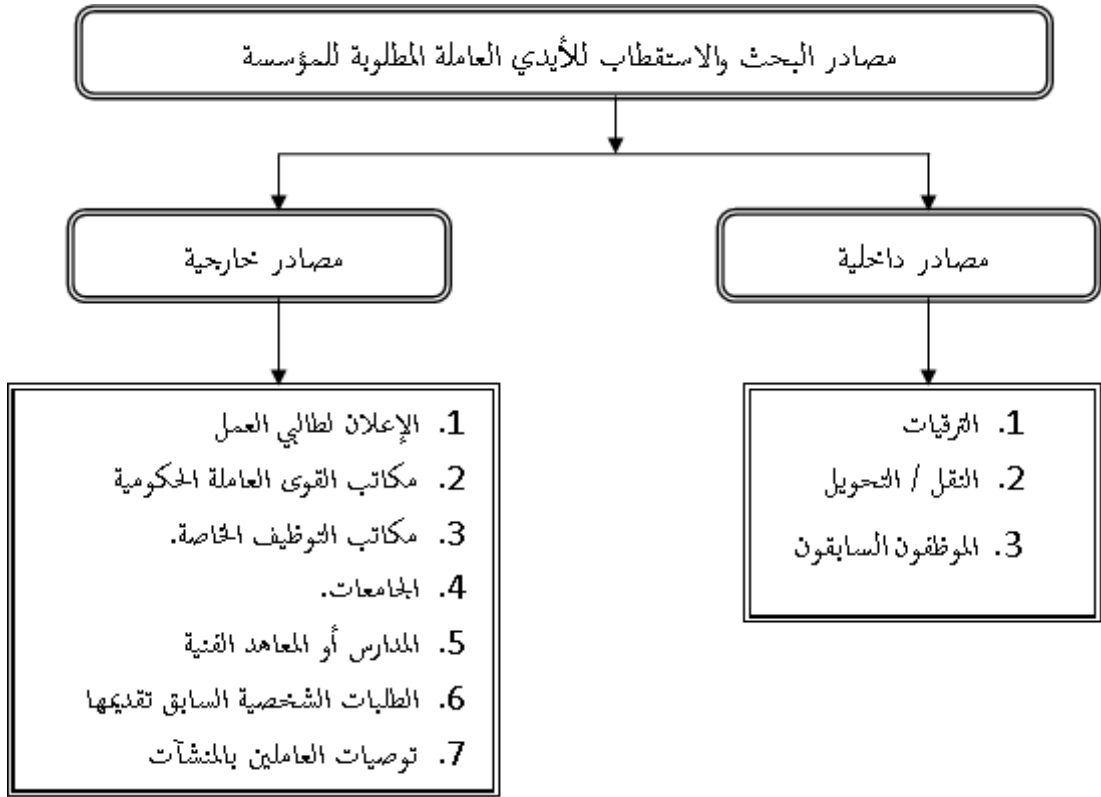 مصادر البحث والاستقطاب للأيدي العاملة المطلوبة للمؤسسة
مصادر داخلية
1. الترقيات
2. النقل / التحويل
3. الموظفون السابقون
مصادر خارجية
1. الإعلان لطالبي العمل
2. مكاتب القوى العاملة الحكومية
3. مكاتب التوظيف الخاصة.
4. الجامعات.
5. المدارس أو المعاهد الفنية
6. الطلبات الشخصية السابق تقديمها
7. توصيات العاملين بالمنشآت